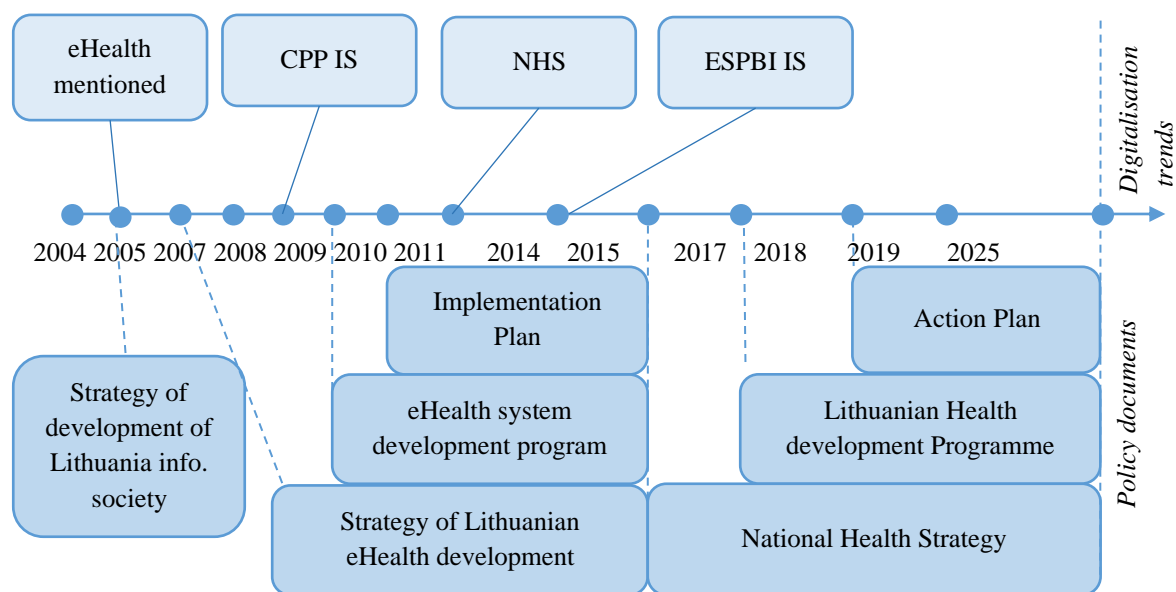 eHealth
mentioned
CPP IS
NHS
ESPBI IS
Digitalisation
trends
2004 2005 2007 2008 2009 2010 2011 2014 2015 2017 2018 2019 2025
Implementation
Plan
Action Plan
Strategy of
development of
Lithuania info.
society
eHealth system
development program
Lithuanian Health
development Programme
Policy documents
Strategy of Lithuanian
eHealth development
National Health Strategy